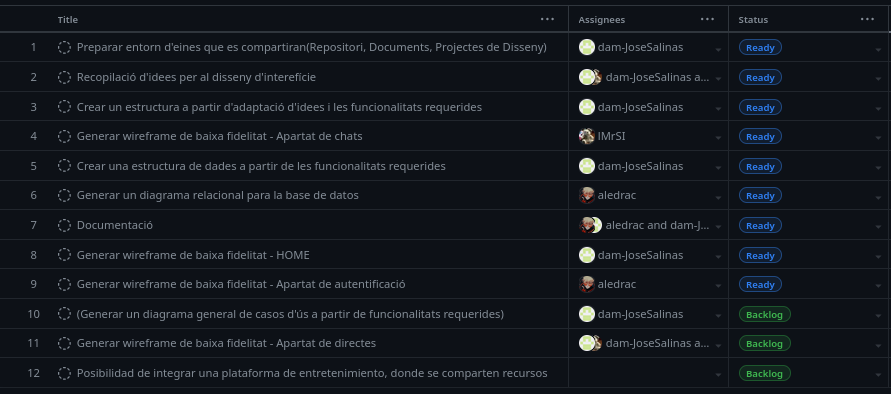 Title ... Assignees ... Status ...
1 Preparar entorn d'eines que es compartiran(Repositori, Documents, Projectes de Disseny) dam-JoseSalinas Ready
2 Recopilació d'idees per al disseny d'intereficie dam-JoseSalinas a... Ready
3 Crear un estructura a partir d'adaptació d'idees i les funcionalitats requerides dam-JoseSalinas Ready
4 Generar wireframe de baixa fidelitat - Apartat de chats IMrSI Ready
5 Crear una estructura de dades a partir de les funcionalitats requerides dam-JoseSalinas Ready
6 Generar un diagrama relacional para la base de datos aledrac Ready
7 Documentació aledrac and dam-J... Ready
8 Generar wireframe de baixa fidelitat - HOME dam-JoseSalinas Ready
9 Generar wireframe de baixa fidelitat - Apartat de autentificació aledrac Ready
10 (Generar un diagrama general de casos d'ús a partir de funcionalitats requerides) dam-JoseSalinas Backlog
11 Generar wireframe de baixa fidelitat - Apartat de directes dam-JoseSalinas a... Backlog
12 Posibilidad de integrar una plataforma de entretenimiento, donde se comparten recursos Backlog